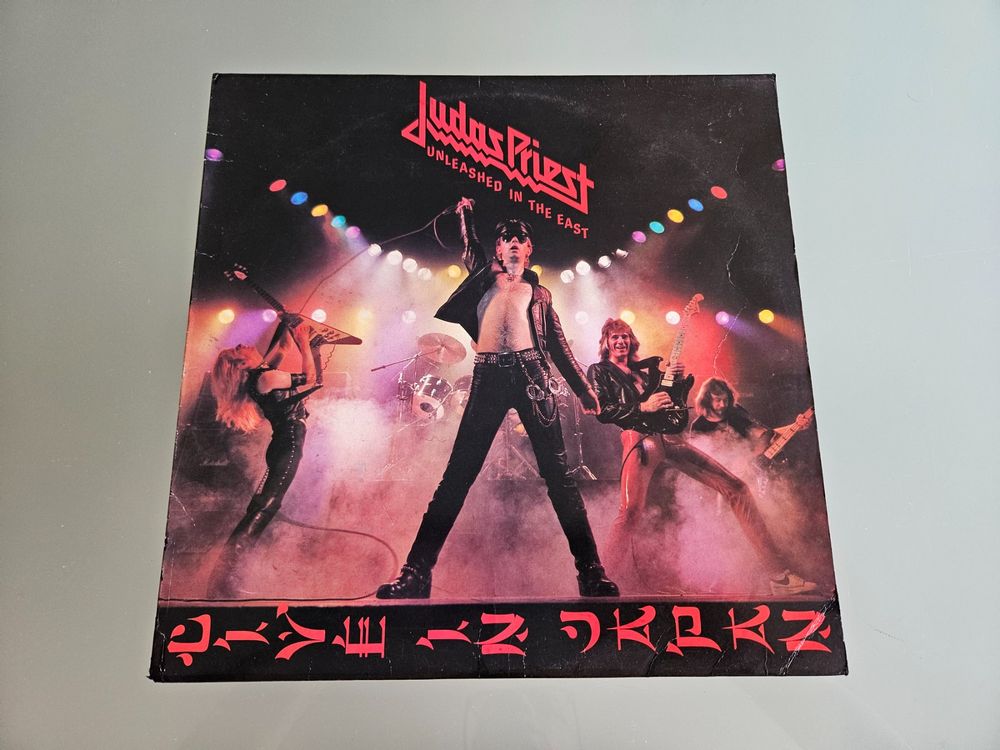 Judas Priest
UNLEASHED IN THE EAST
LIVE IN JAPAN